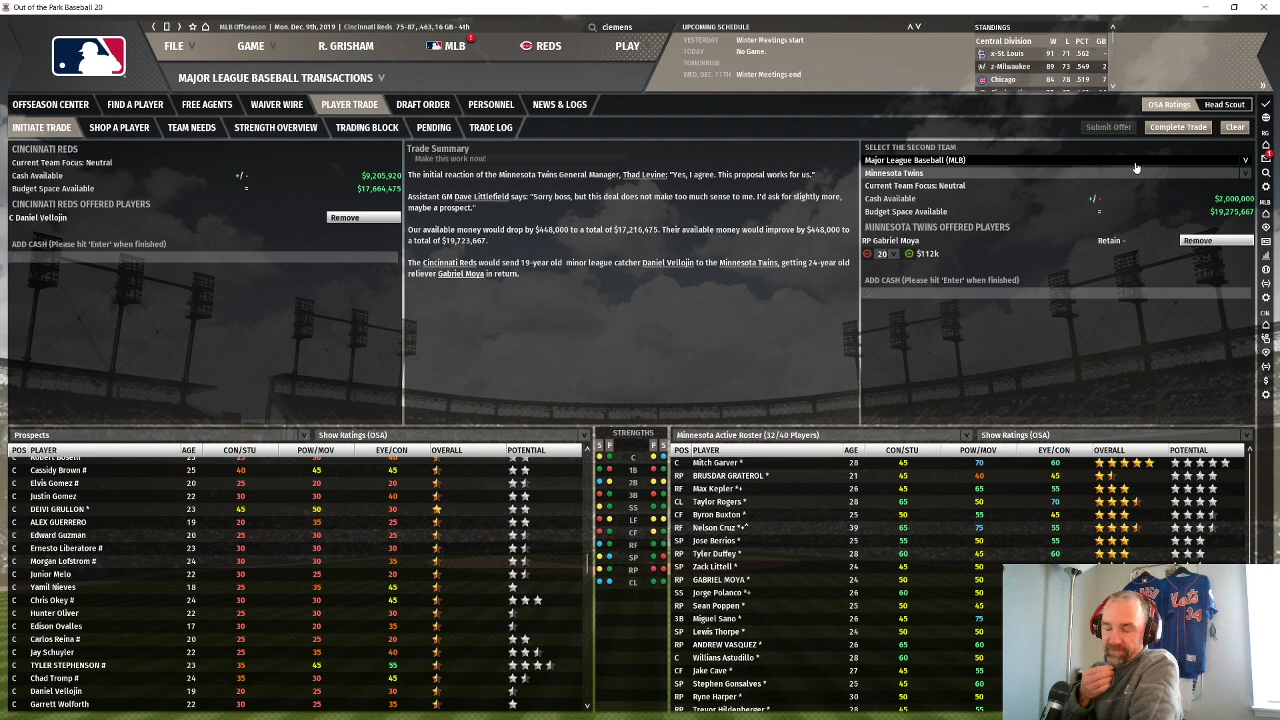 Out of the Park Baseball 20
MLB Offseason | Mon. Dec. 9th, 2019 | Cincinnati Reds 75-87, .463, 16 GB - 4th
clemens
FILE GAME R. GRISHAM MLB REDS PLAY
MAJOR LEAGUE BASEBALL TRANSACTIONS
UPCOMING SCHEDULE
YESTERDAY Winter Meetings start
TODAY No Game.
TOMORROW
WED. DEC. 11TH Winter Meetings end
STANDINGS
Central Division W L PCT GB
x-St. Louis 91 71 .562 -
z-Milwaukee 89 73 .549 2
Chicago 84 78 .519 7
OFFSEASON CENTER FIND A PLAYER FREE AGENTS WAIVER WIRE PLAYER TRADE DRAFT ORDER PERSONNEL NEWS & LOGS
OSA Ratings Head Scout
INITIATE TRADE SHOP A PLAYER TEAM NEEDS STRENGTH OVERVIEW TRADING BLOCK PENDING TRADE LOG
Submit Offer Complete Trade Clear
CINCINNATI REDS
Current Team Focus: Neutral
Cash Available +/- $9,205,920
Budget Space Available = $17,664,475
CINCINNATI REDS OFFERED PLAYERS
C Daniel Vellojin Remove
ADD CASH (Please hit 'Enter' when finished)
$0
Trade Summary
Make this work now!
The initial reaction of the Minnesota Twins General Manager, Thad Levine: "Yes, I agree. This proposal works for us."
Assistant GM Dave Littlefield says: "Sorry boss, but this deal does not make too much sense to me. I'd ask for slightly more, maybe a prospect."
Our available money would drop by $448,000 to a total of $17,216,475. Their available money would improve by $448,000 to a total of $19,723,667.
The Cincinnati Reds would send 19-year old minor league catcher Daniel Vellojin to the Minnesota Twins, getting 24-year old reliever Gabriel Moya in return.
SELECT THE SECOND TEAM
Major League Baseball (MLB)
Minnesota Twins
Current Team Focus: Neutral
Cash Available +/- $2,000,000
Budget Space Available = $19,275,667
MINNESOTA TWINS OFFERED PLAYERS
RP Gabriel Moya Retain - Remove
20 $112k
ADD CASH (Please hit 'Enter' when finished)
$0
Prospects Show Ratings (OSA)
POS PLAYER AGE CON/STU POW/MOV EYE/CON OVERALL POTENTIAL
C Cassidy Brown # 25 40 45 45
C Elvis Gomez # 20 25 20 30
C Justin Gomez 22 30 30 40
C DEIVI GRULLON * 23 45 50 30
C ALEX GUERRERO 19 20 35 25
C Edward Guzman 20 25 30 30
C Ernesto Liberatore # 23 30 30 30
C Morgan Lofstrom # 24 30 30 35
C Junior Melo 22 30 25 20
C Yamil Nieves 18 25 35 45
C Chris Okey # 24 30 30 45
C Hunter Oliver 22 30 25 30
C Edison Ovalles 17 30 20 35
C Carlos Reina # 20 25 20 35
C Jay Schuyler 22 25 35 40
C TYLER STEPHENSON # 23 35 45 55
C Chad Tromp # 24 35 30 45
C Daniel Vellojin 19 20 25 30
C Garrett Wolforth 22 30 30 30
STRENGTHS
S P P S
C
1B
2B
3B
SS
LF
CF
RF
SP
RP
CL
Minnesota Active Roster (32/40 Players) Show Ratings (OSA)
POS PLAYER AGE CON/STU POW/MOV EYE/CON OVERALL POTENTIAL
C Mitch Garver * 28 45 70 60
RP BRUSDAR GRATEROL * 21 45 40 45
RF Max Kepler *+ 26 45 65 55
CL Taylor Rogers * 28 65 50 70
CF Byron Buxton * 25 50 55 45
RF Nelson Cruz *+^ 39 65 75 55
SP Jose Berrios * 25 55 50 55
RP Tyler Duffey * 28 60 45 60
SP Zack Littell * 24 45 50
RP GABRIEL MOYA * 24 50 50
SS Jorge Polanco *+ 26 60 50
RP Sean Poppen * 25 50 45
3B Miguel Sano * 26 45 75
SP Lewis Thorpe * 24 50 50
RP ANDREW VASQUEZ * 26 65 60
C Willians Astudillo * 28 60 50
CF Jake Cave * 27 45 55
SP Stephen Gonsalves * 25 45 55
RP Ryne Harper * 30 50 50
RP Trevor Hildenberger * 28 45 55
Mets
24